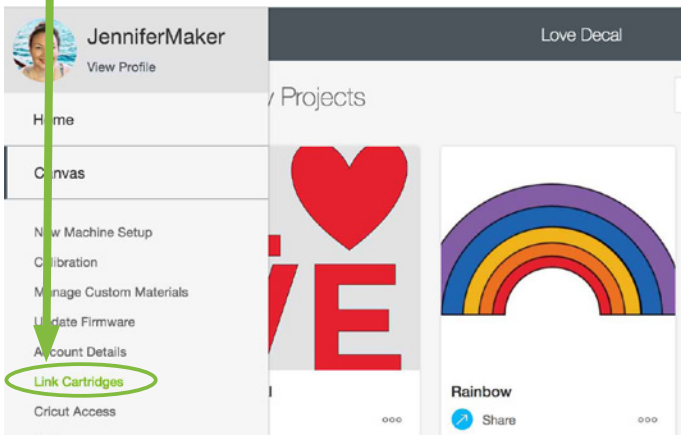 JenniferMaker
View Profile
Love Decal
Projects
Home
Canvas
New Machine Setup
Calibration
Manage Custom Materials
Update Firmware
Account Details
Link Cartridges
Cricut Access
VE
Rainbow
Share